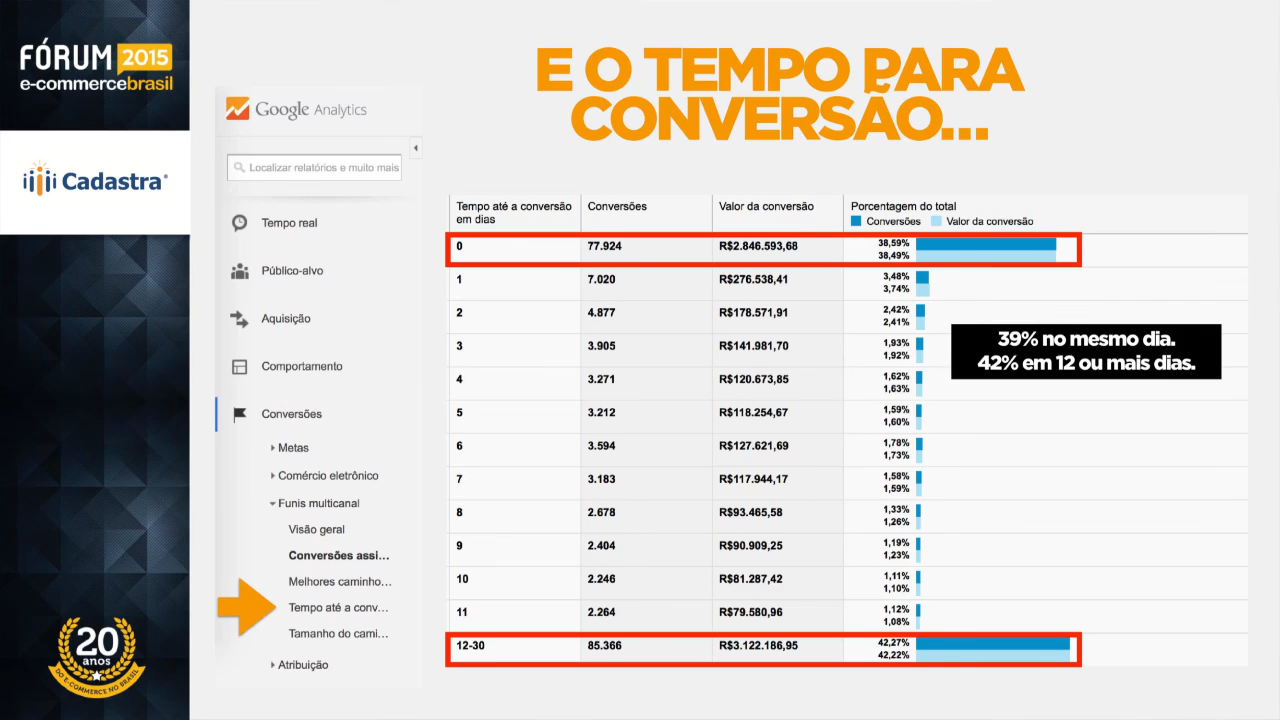 FÓRUM 2015
e-commercebrasil
Cadastra®
20
anos
DO E-COMMERCE NO BRASIL
E O TEMPO PARA
CONVERSÃO...
Google Analytics
Localizar relatórios e muito mais
Tempo real
Público-alvo
Aquisição
Comportamento
Conversões
Metas
Comércio eletrônico
Funis multicanal
Visão geral
Conversões assi...
Melhores caminho...
Tempo até a conv...
Tamanho do cami...
Atribuição
Tempo até a conversão em dias Conversões Valor da conversão Porcentagem do total
Conversões Valor da conversão
0 77.924 R$2.846.593,68 38,59%
38,49%
1 7.020 R$276.538,41 3,48%
3,74%
2 4.877 R$178.571,91 2,42%
2,41%
3 3.905 R$141.981,70 1,93%
1,92%
4 3.271 R$120.673,85 1,62%
1,63%
5 3.212 R$118.254,67 1,59%
1,60%
6 3.594 R$127.621,69 1,78%
1,73%
7 3.183 R$117.944,17 1,58%
1,59%
8 2.678 R$93.465,58 1,33%
1,26%
9 2.404 R$90.909,25 1,19%
1,23%
10 2.246 R$81.287,42 1,11%
1,10%
11 2.264 R$79.580,96 1,12%
1,08%
12-30 85.366 R$3.122.186,95 42,27%
42,22%
39% no mesmo dia.
42% em 12 ou mais dias.